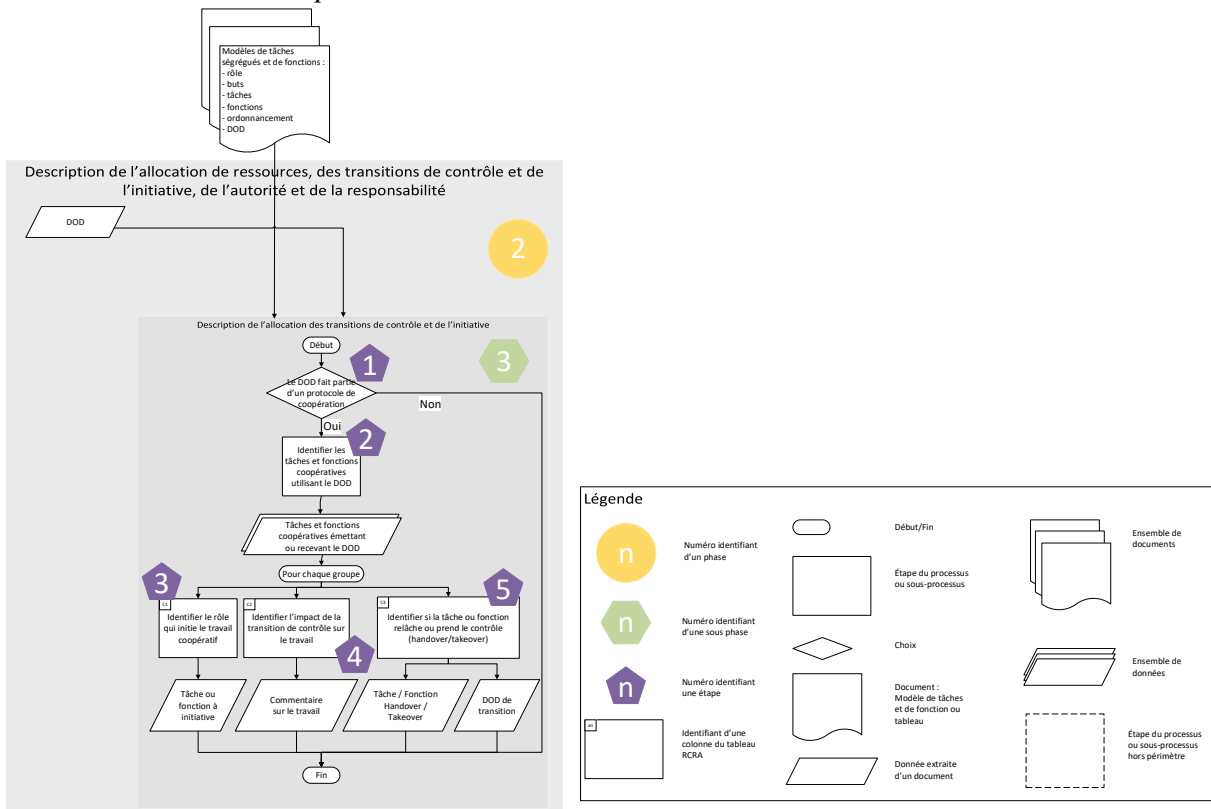 Modèles de tâches
ségrégués et de fonctions :
- rôle
- buts
- tâches
- fonctions
- ordonnancement
- DOD
Description de l'allocation de ressources, des transitions de contrôle et de
l'initiative, de l'autorité et de la responsabilité
DOD
2
Description de l'allocation des transitions de contrôle et de l'initiative
Début
1
3
Le DOD fait partie
d'un protocole de
coopération
Non
Oui
2
Identifier les
tâches et fonctions
coopératives
utilisant le DOD
Tâches et fonctions
coopératives émettant
ou recevant le DOD
Pour chaque groupe
3
C1
Identifier le rôle
qui initie le travail
coopératif
C2
Identifier l'impact de la
transition de contrôle sur
le travail
4
C3
5
Identifier si la tâche ou fonction
relâche ou prend le contrôle
(handover/takeover)
Tâche ou
fonction à
initiative
Commentaire
sur le travail
Tâche / Fonction
Handover /
Takeover
DOD de
transition
Fin
Légende
n
Numéro identifiant
d'un phase
n
Numéro identifiant
d'une sous phase
n
Numéro identifiant
une étape
Identifiant d'une
colonne du tableau
RCRA
Début/Fin
Étape du processus
ou sous-processus
Choix
Document :
Modèle de tâches
et de fonction ou
tableau
Donnée extraite
d'un document
Ensemble de
documents
Ensemble de
données
Étape du processus
ou sous-processus
hors périmètre